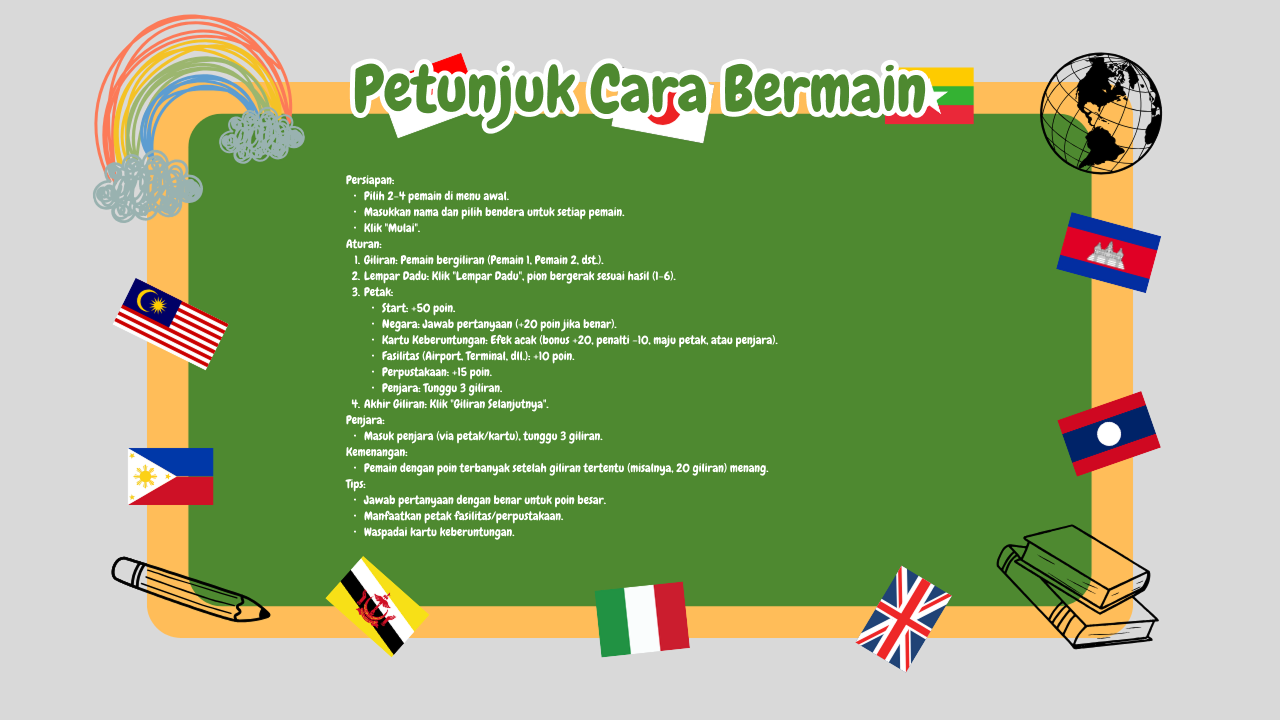 Petunjuk Cara Bermain
Persiapan:
· Pilih 2-4 pemain di menu awal.
· Masukkan nama dan pilih bendera untuk setiap pemain.
· Klik "Mulai".
Aturan:
1. Giliran: Pemain bergiliran (Pemain 1, Pemain 2, dst.).
2. Lempar Dadu: Klik "Lempar Dadu", pion bergerak sesuai hasil (1-6).
3. Petak:
· Start: +50 poin.
· Negara: Jawab pertanyaan (+20 poin jika benar).
· Kartu Keberuntungan: Efek acak (bonus +20, penalti -10, maju petak, atau penjara).
· Fasilitas (Airport, Terminal, dll.): +10 poin.
· Perpustakaan: +15 poin.
· Penjara: Tunggu 3 giliran.
4. Akhir Giliran: Klik "Giliran Selanjutnya".
Penjara:
· Masuk penjara (via petak/kartu), tunggu 3 giliran.
Kemenangan:
· Pemain dengan poin terbanyak setelah giliran tertentu (misalnya, 20 giliran) menang.
Tips:
· Jawab pertanyaan dengan benar untuk poin besar.
· Manfaatkan petak fasilitas/perpustakaan.
· Waspadai kartu keberuntungan.